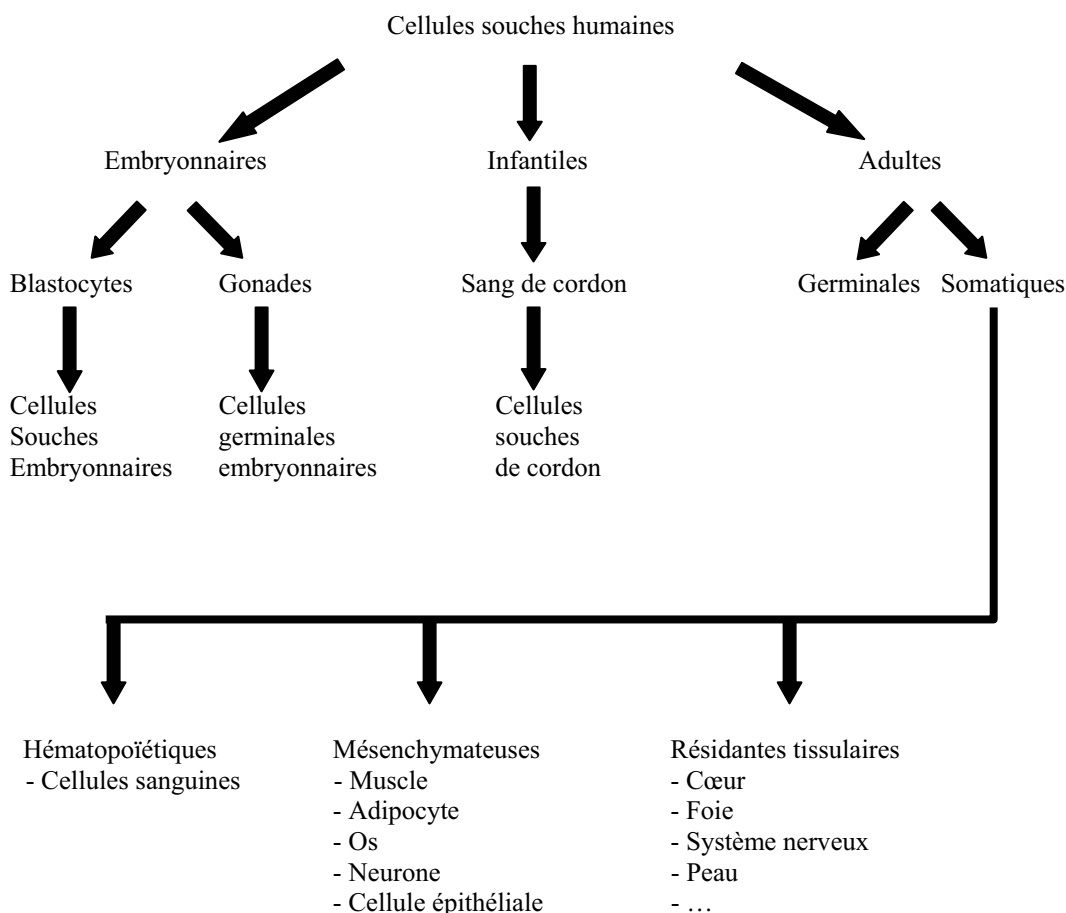 Cellules souches humaines
Embryonnaires
Infantiles
Adultes
Blastocytes
Gonades
Sang de cordon
Germinales
Somatiques
Cellules
Souches
Embryonnaires
Cellules
germinales
embryonnaires
Cellules
souches
de cordon
Hématopoïétiques
- Cellules sanguines
Mésenchymateuses
- Muscle
- Adipocyte
- Os
- Neurone
- Cellule épithéliale
Résidantes tissulaires
- Cœur
- Foie
- Système nerveux
- Peau
- …